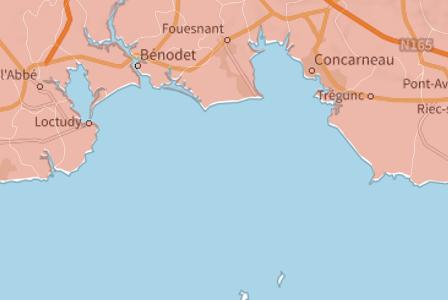 Fouesnant
N165
Bénodet
Concarneau
l'Abbé
Pont-Av
Trégunc
Riec-s
Loctudy